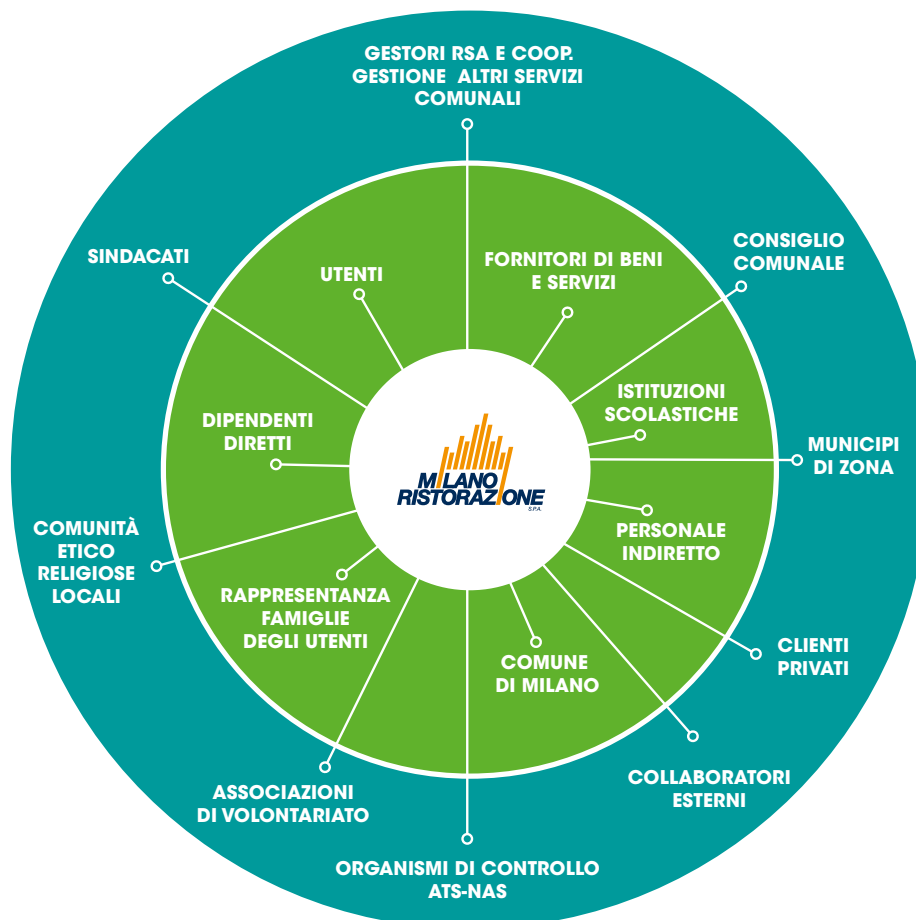 GESTORI RSA E COOP.
GESTIONE ALTRI SERVIZI
COMUNALI
CONSIGLIO
COMUNALE
SINDACATI
UTENTI
FORNITORI DI BENI
E SERVIZI
ISTITUZIONI
SCOLASTICHE
DIPENDENTI
DIRETTI
MUNICIPI
DI ZONA
MILANO
RISTORAZIONE
S.P.A.
PERSONALE
INDIRETTO
COMUNITÀ
ETICO
RELIGIOSE
LOCALI
RAPPRESENTANZA
FAMIGLIE
DEGLI UTENTI
COMUNE
DI MILANO
CLIENTI
PRIVATI
COLLABORATORI
ESTERNI
ASSOCIAZIONI
DI VOLONTARIATO
ORGANISMI DI CONTROLLO
ATS-NAS